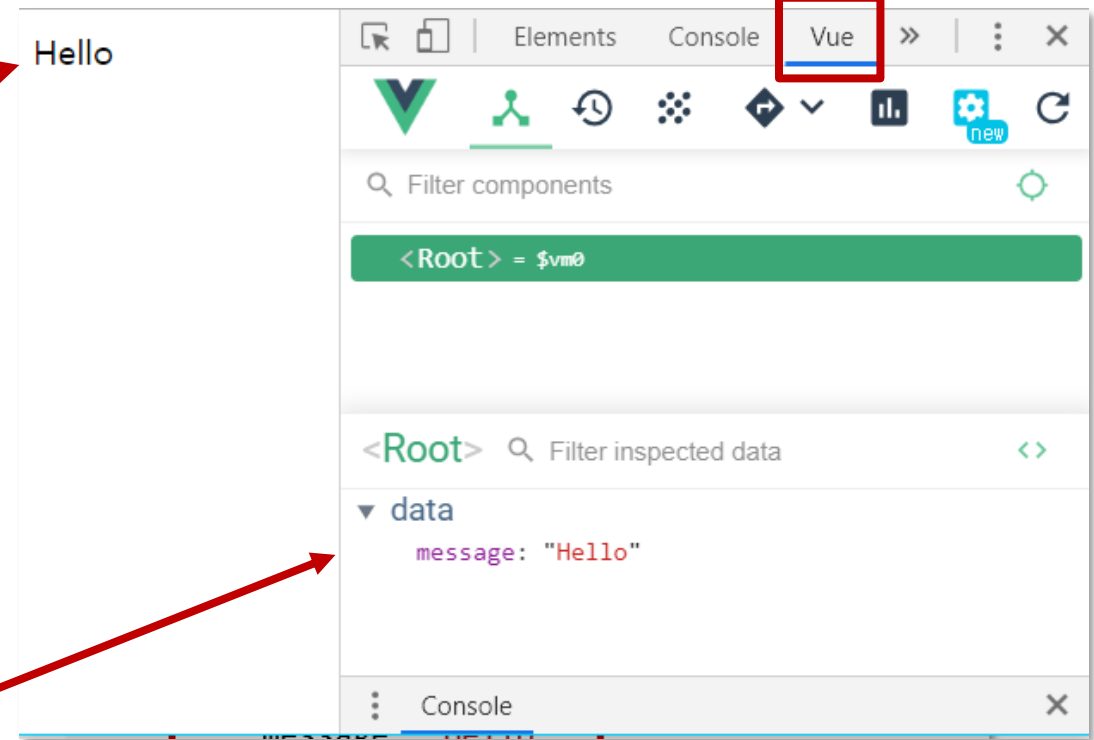 Hello
Elements Console Vue »
new
Filter components
<Root> = $vm0
<Root> Filter inspected data < >
data
message: "Hello"
Console